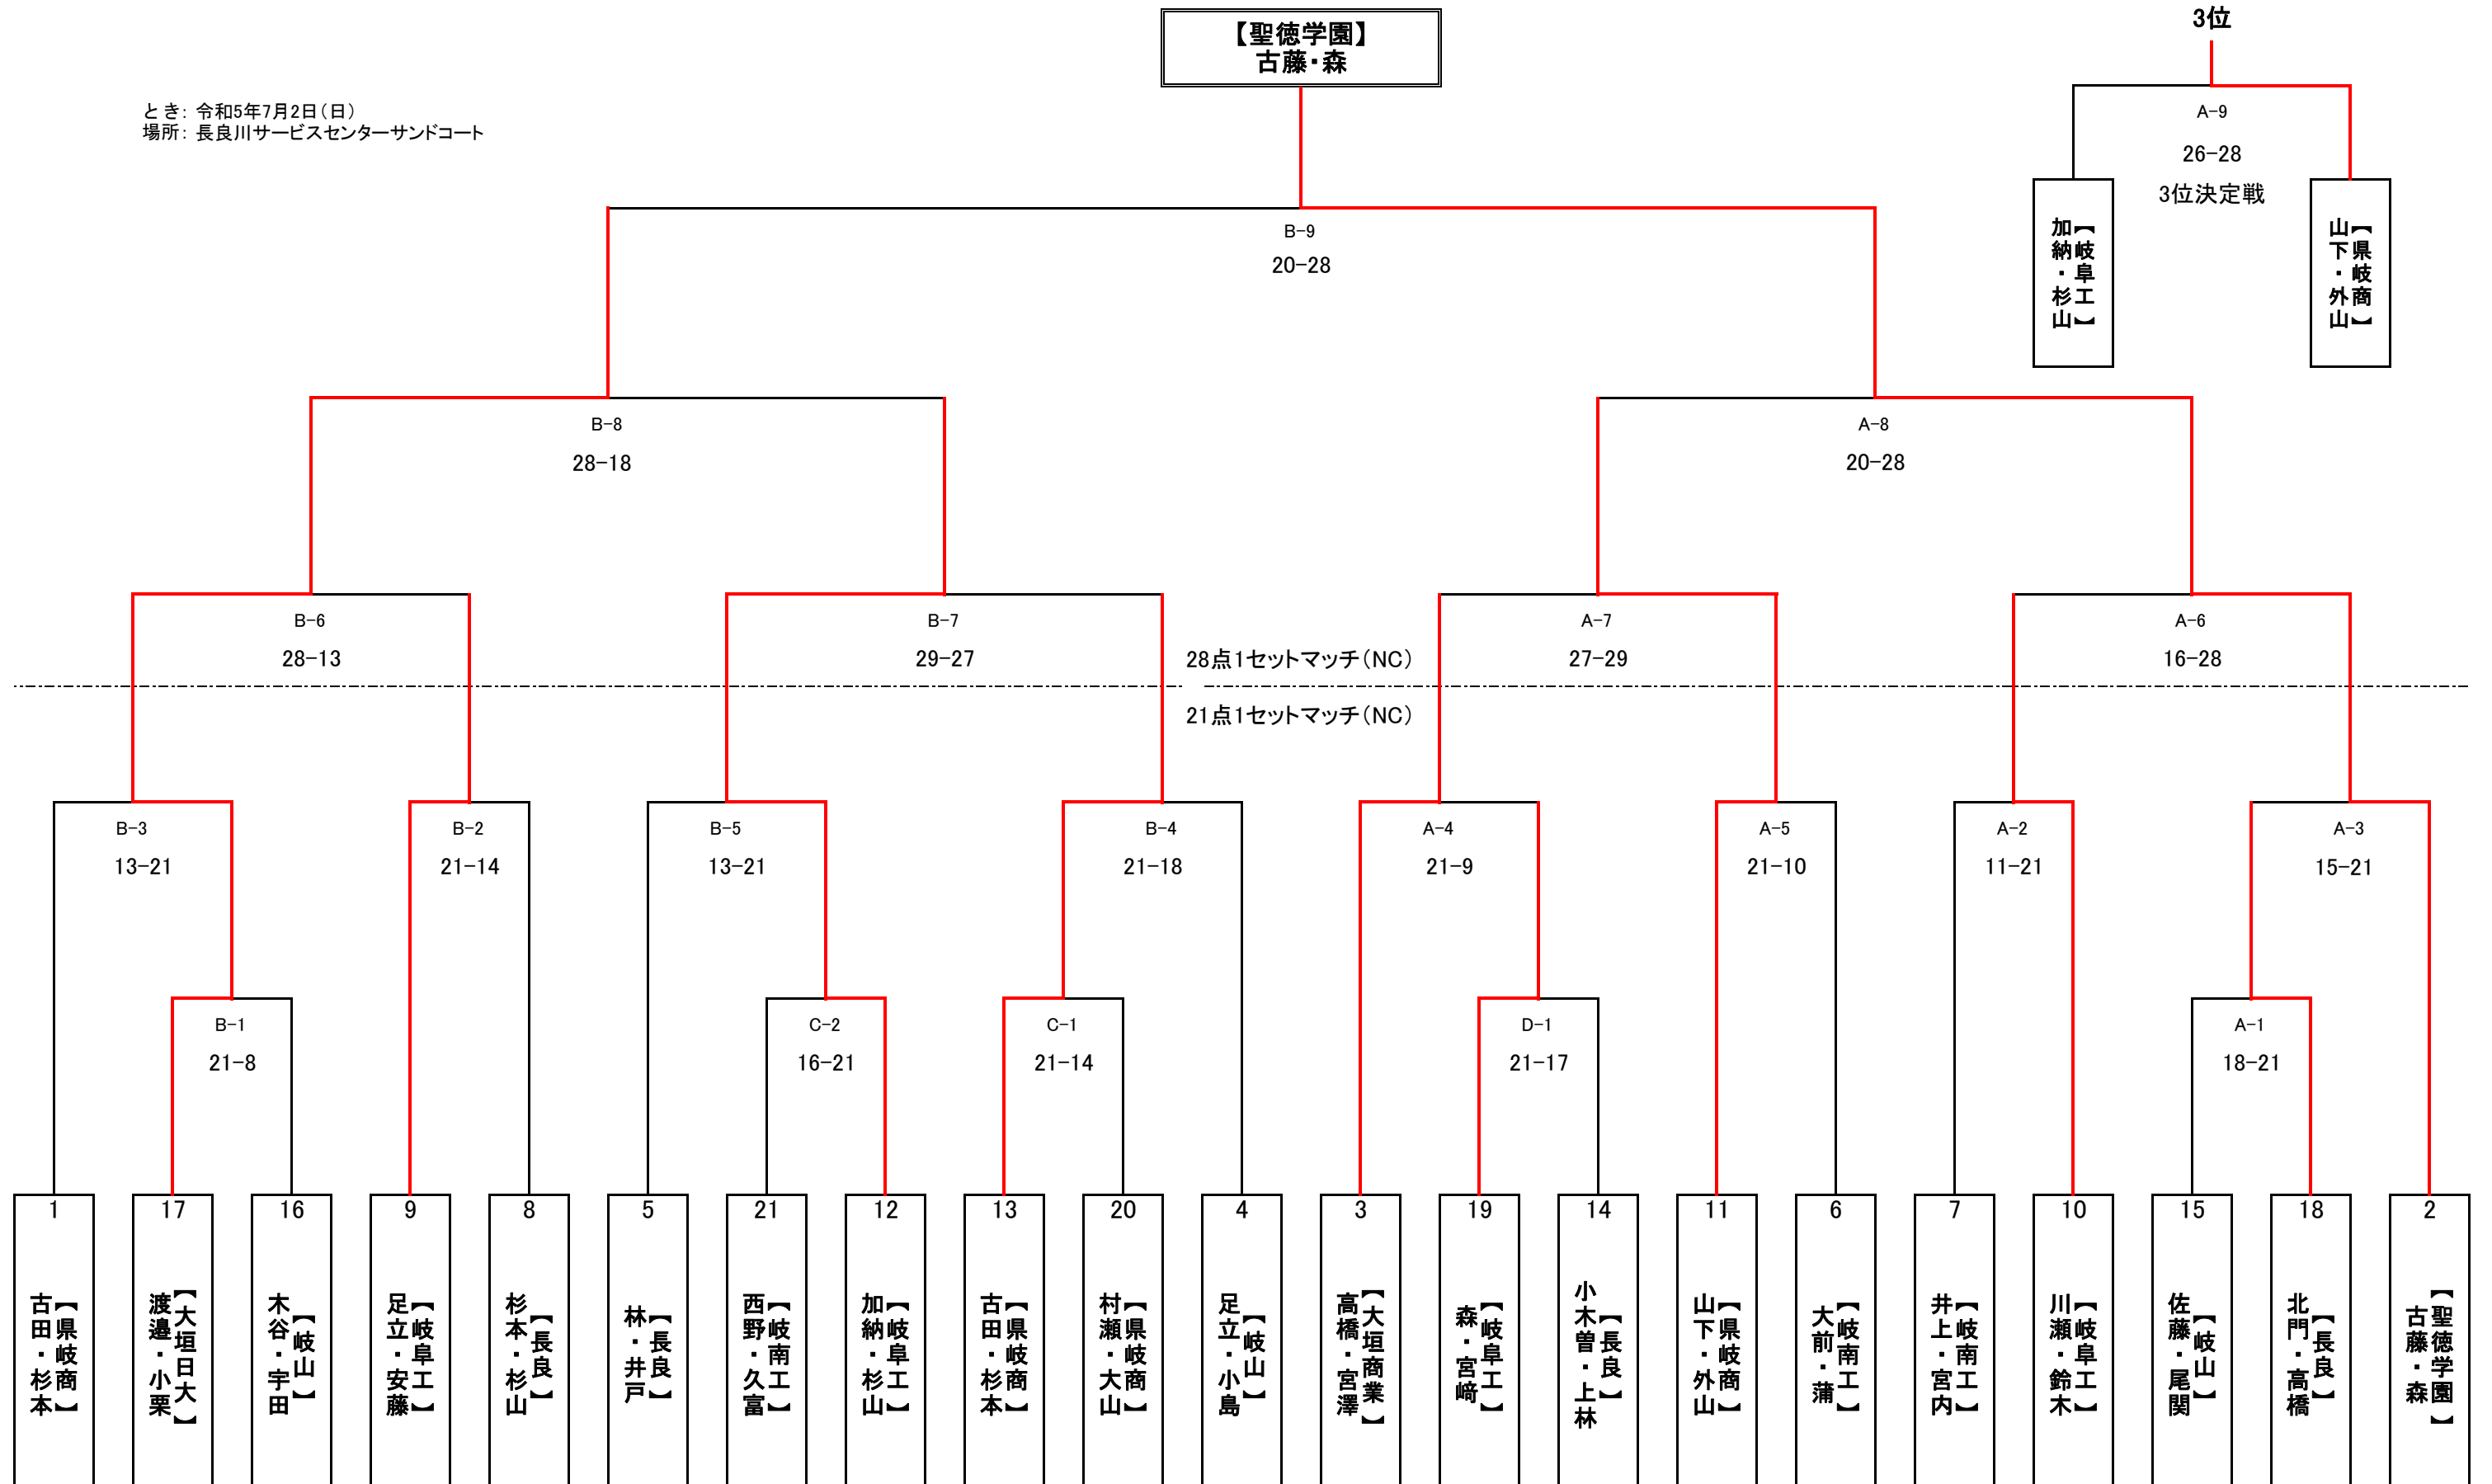 【聖徳学園】
古藤・森
3位
とき: 令和5年7月2日(日)
場所: 長良川サービスセンターサンドコート
A-9
26-28
3位決定戦
【岐阜工】
加納・杉山
【県岐商】
山下・外山
B-9
20-28
B-8
28-18
A-8
20-28
B-6
28-13
B-7
29-27
28点1セットマッチ(NC)
A-7
27-29
A-6
16-28
21点1セットマッチ(NC)
B-3
13-21
B-2
21-14
B-5
13-21
B-4
21-18
A-4
21-9
A-5
21-10
A-2
11-21
A-3
15-21
B-1
21-8
C-2
16-21
C-1
21-14
D-1
21-17
A-1
18-21
1
【県岐商】
古田・杉本
17
【大垣日大】
渡邉・小栗
16
【岐山】
木谷・宇田
9
【岐阜工】
足立・安藤
8
【長良】
杉本・杉山
5
【長良】
林・井戸
21
【岐南工】
西野・久富
12
【岐阜工】
加納・杉山
13
【県岐商】
古田・杉本
20
【県岐商】
村瀬・大山
4
【岐山】
足立・小島
3
【大垣商業】
高橋・宮澤
19
【岐阜工】
森・宮﨑
14
【長良】
小木曽・上林
11
【県岐商】
山下・外山
6
【岐南工】
大前・蒲
7
【岐南工】
井上・宮内
10
【岐阜工】
川瀬・鈴木
15
【岐山】
佐藤・尾関
18
【長良】
北門・高橋
2
【聖徳学園】
古藤・森